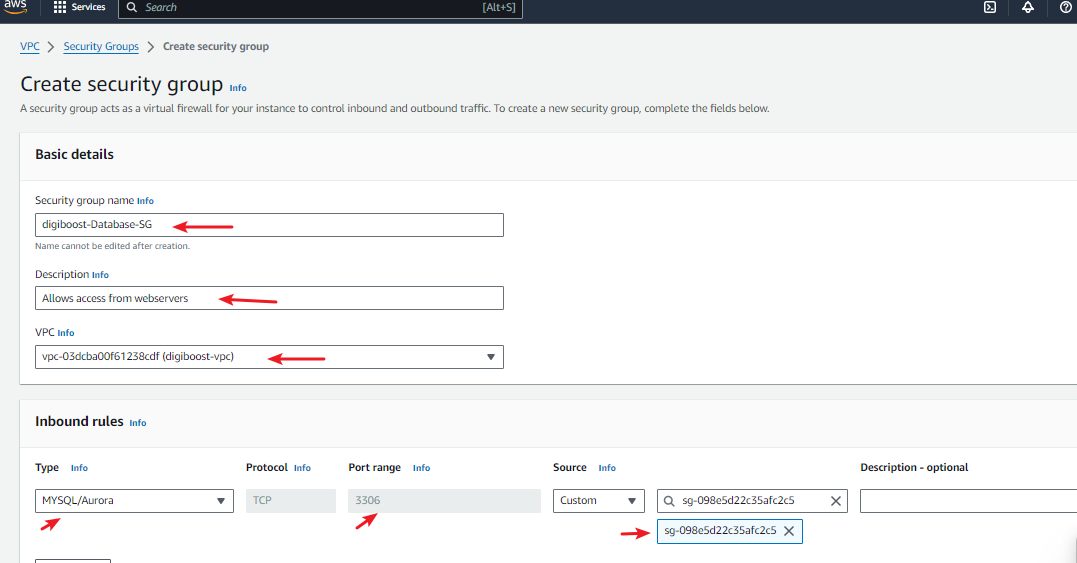 aws Services Search [Alt+S]
VPC > Security Groups > Create security group
Create security group Info
A security group acts as a virtual firewall for your instance to control inbound and outbound traffic. To create a new security group, complete the fields below.
Basic details
Security group name Info
digiboost-Database-SG
Name cannot be edited after creation.
Description Info
Allows access from webservers
VPC Info
vpc-03dcba00f61238cdf (digiboost-vpc)
Inbound rules Info
Type Info Protocol Info Port range Info Source Info Description - optional
MYSQL/Aurora TCP 3306 Custom sg-098e5d22c35afc2c5
sg-098e5d22c35afc2c5